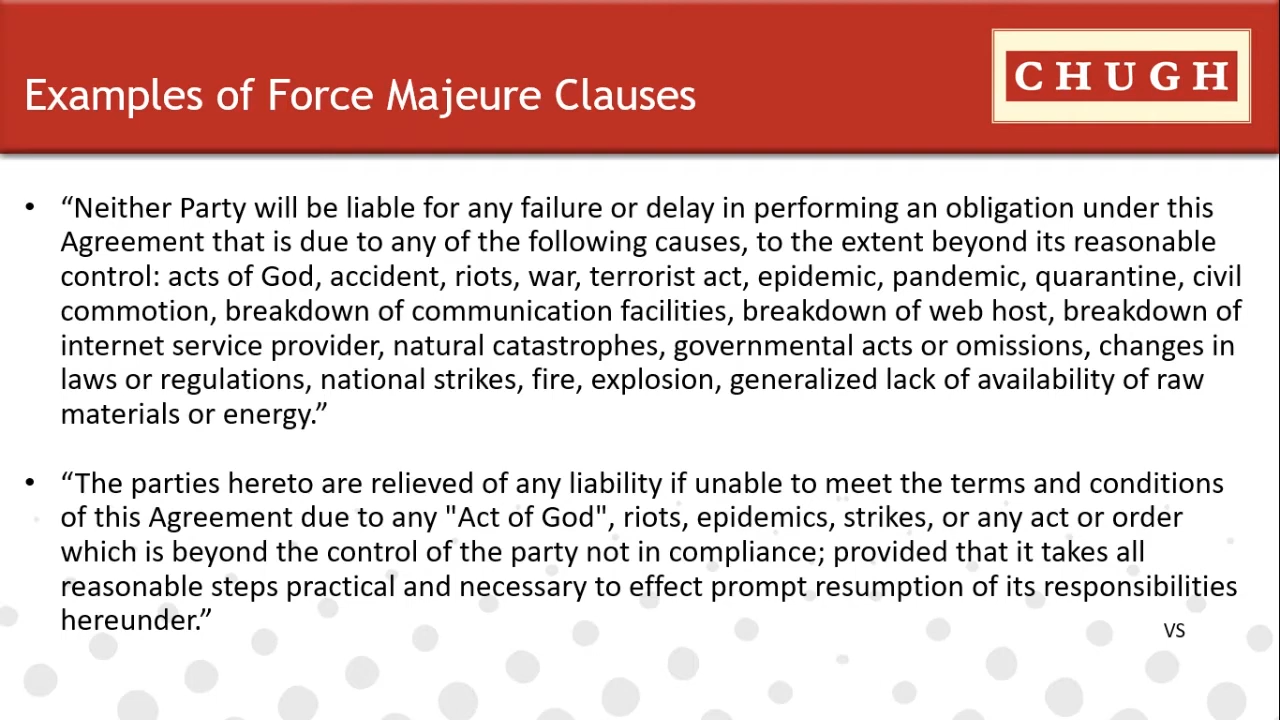 Examples of Force Majeure Clauses
CHUGH
• “Neither Party will be liable for any failure or delay in performing an obligation under this
Agreement that is due to any of the following causes, to the extent beyond its reasonable
control: acts of God, accident, riots, war, terrorist act, epidemic, pandemic, quarantine, civil
commotion, breakdown of communication facilities, breakdown of web host, breakdown of
internet service provider, natural catastrophes, governmental acts or omissions, changes in
laws or regulations, national strikes, fire, explosion, generalized lack of availability of raw
materials or energy.”
• “The parties hereto are relieved of any liability if unable to meet the terms and conditions
of this Agreement due to any "Act of God", riots, epidemics, strikes, or any act or order
which is beyond the control of the party not in compliance; provided that it takes all
reasonable steps practical and necessary to effect prompt resumption of its responsibilities
hereunder.”
VS